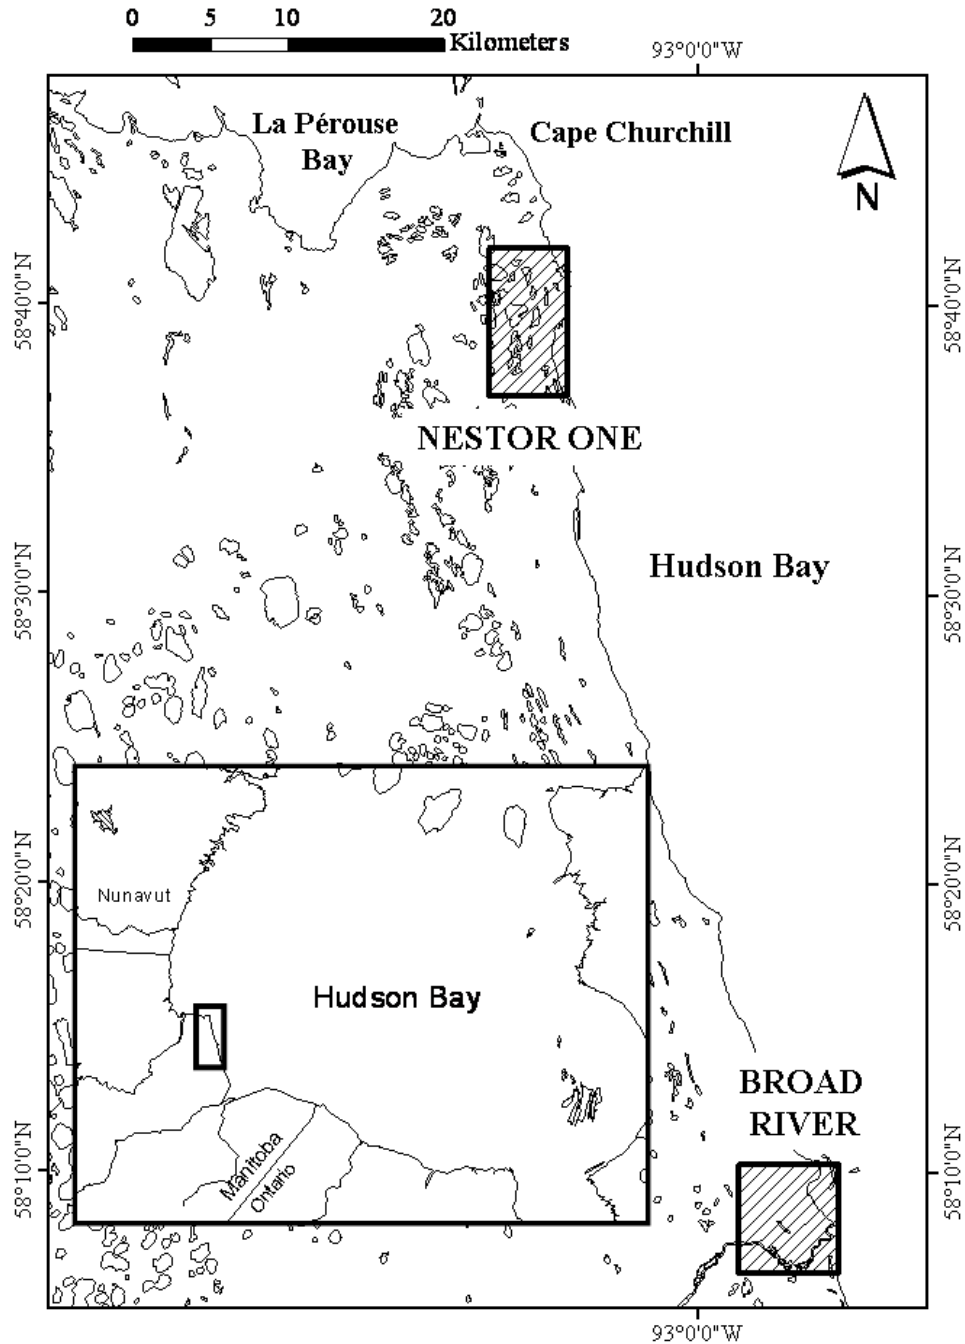 0 5 10 20
Kilometers
93°0'0"W
La Pérouse
Bay
Cape Churchill
N
58°40'0"N
58°40'0"N
NESTOR ONE
Hudson Bay
58°30'0"N
58°30'0"N
Nunavut
58°20'0"N
58°20'0"N
Hudson Bay
BROAD
RIVER
Manitoba
Ontario
58°10'0"N
58°10'0"N
93°0'0"W